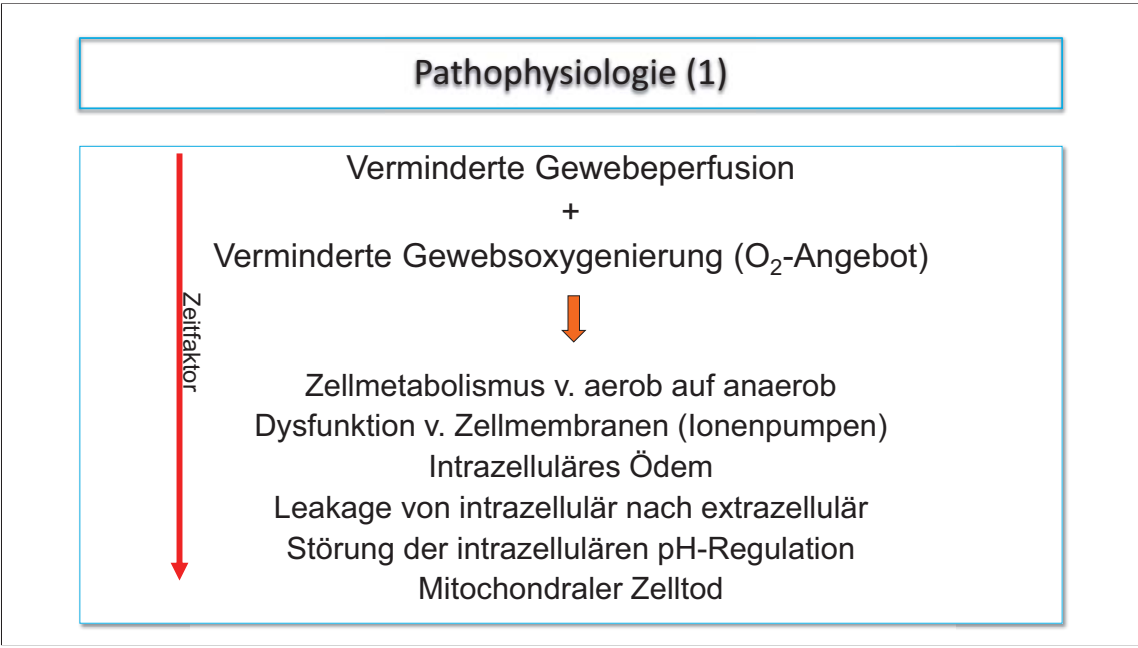 Pathophysiologie (1)
Verminderte Gewebeperfusion
+
Verminderte Gewebsoxygenierung (O₂-Angebot)
Zeitfaktor
Zellmetabolismus v. aerob auf anaerob
Dysfunktion v. Zellmembranen (Ionenpumpen)
Intrazelluläres Ödem
Leakage von intrazellulär nach extrazellulär
Störung der intrazellulären pH-Regulation
Mitochondraler Zelltod